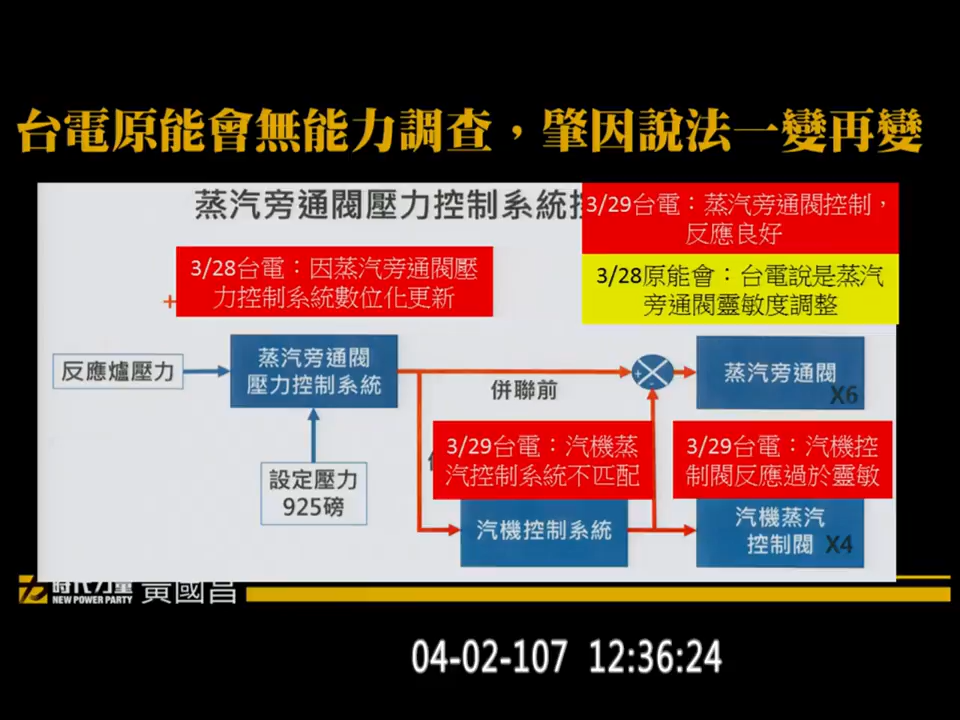 台電原能會無能力調查，肇因說法一變再變
蒸汽旁通閥壓力控制系統
3/29台電：蒸汽旁通閥控制，
反應良好
3/28台電：因蒸汽旁通閥壓
力控制系統數位化更新
3/28原能會：台電說是蒸汽
旁通閥靈敏度調整
+
反應爐壓力
蒸汽旁通閥
壓力控制系統
併聯前
+
-
蒸汽旁通閥
X6
設定壓力
925磅
3/29台電：汽機蒸
汽控制系統不匹配
3/29台電：汽機控
制閥反應過於靈敏
汽機控制系統
汽機蒸汽
控制閥 X4
時代力量
NEW POWER PARTY
黃國昌
04-02-107 12:36:24